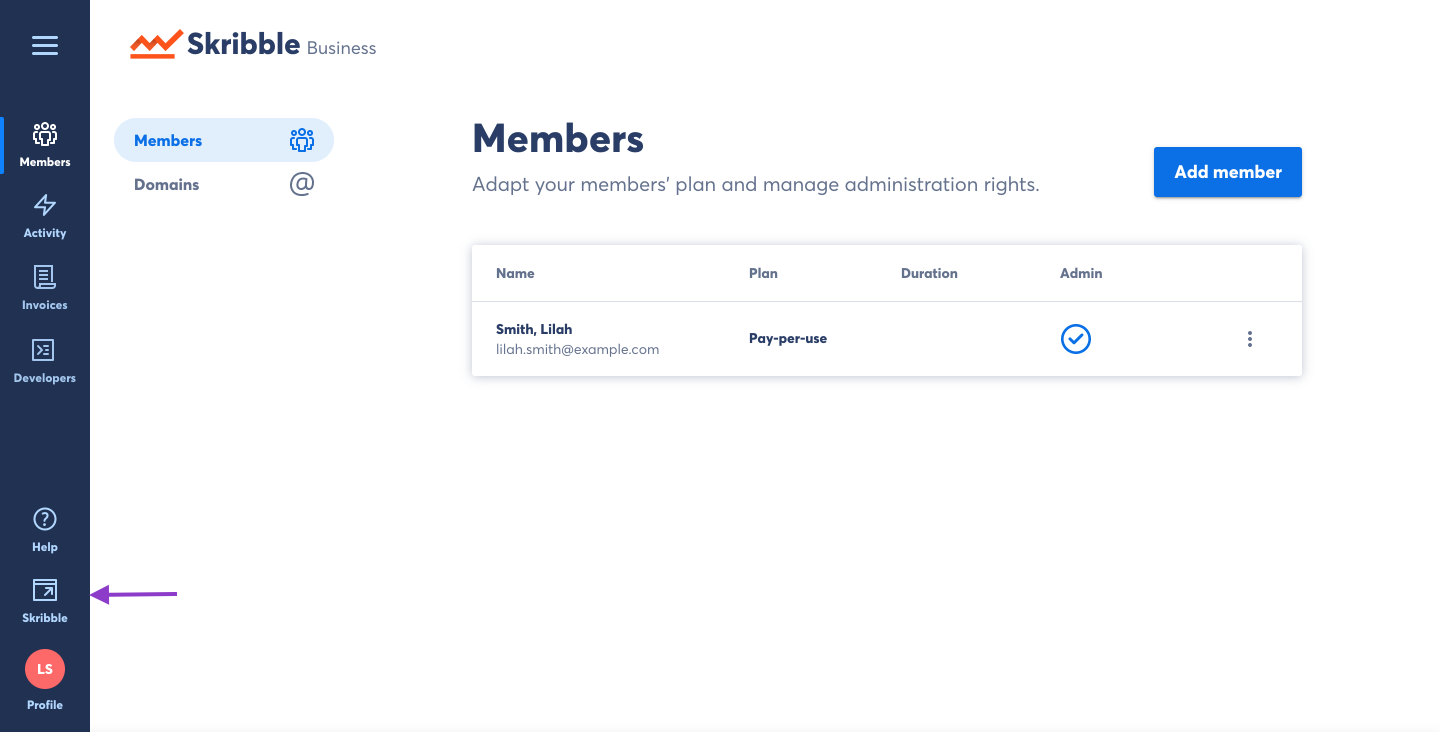 Skribble Business
Members
Activity
Invoices
Developers
Help
Skribble
LS
Profile
Members
Domains
@
Members
Adapt your members' plan and manage administration rights.
Add member
Name Plan Duration Admin
Smith, Lilah
lilah.smith@example.com
Pay-per-use